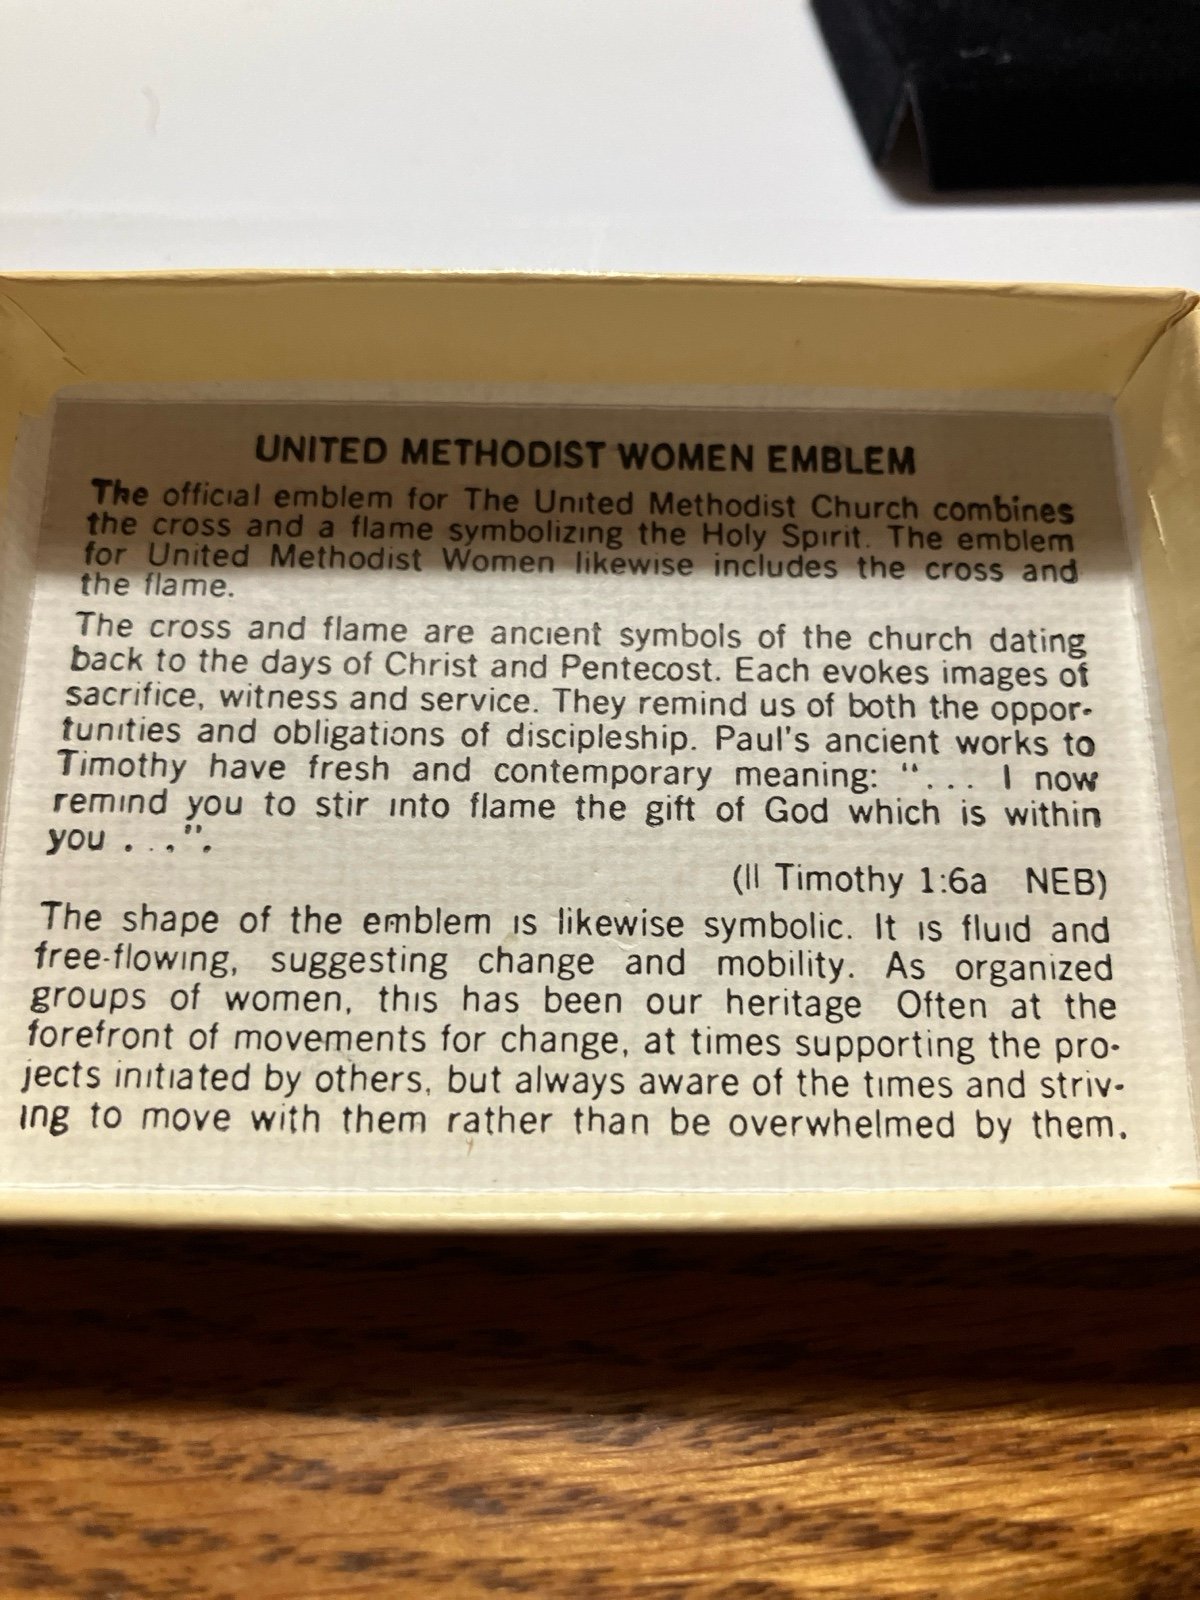 UNITED METHODIST WOMEN EMBLEM
The official emblem for The United Methodist Church combines
the cross and a flame symbolizing the Holy Spirit. The emblem
for United Methodist Women likewise includes the cross and
the flame.
The cross and flame are ancient symbols of the church dating
back to the days of Christ and Pentecost. Each evokes images of
sacrifice, witness and service. They remind us of both the oppor-
tunities and obligations of discipleship. Paul's ancient works to
Timothy have fresh and contemporary meaning: "... I now
remind you to stir into flame the gift of God which is within
you ...".
(II Timothy 1:6a NEB)
The shape of the emblem is likewise symbolic. It is fluid and
free-flowing, suggesting change and mobility. As organized
groups of women, this has been our heritage Often at the
forefront of movements for change, at times supporting the pro-
jects initiated by others, but always aware of the times and striv-
ing to move with them rather than be overwhelmed by them.